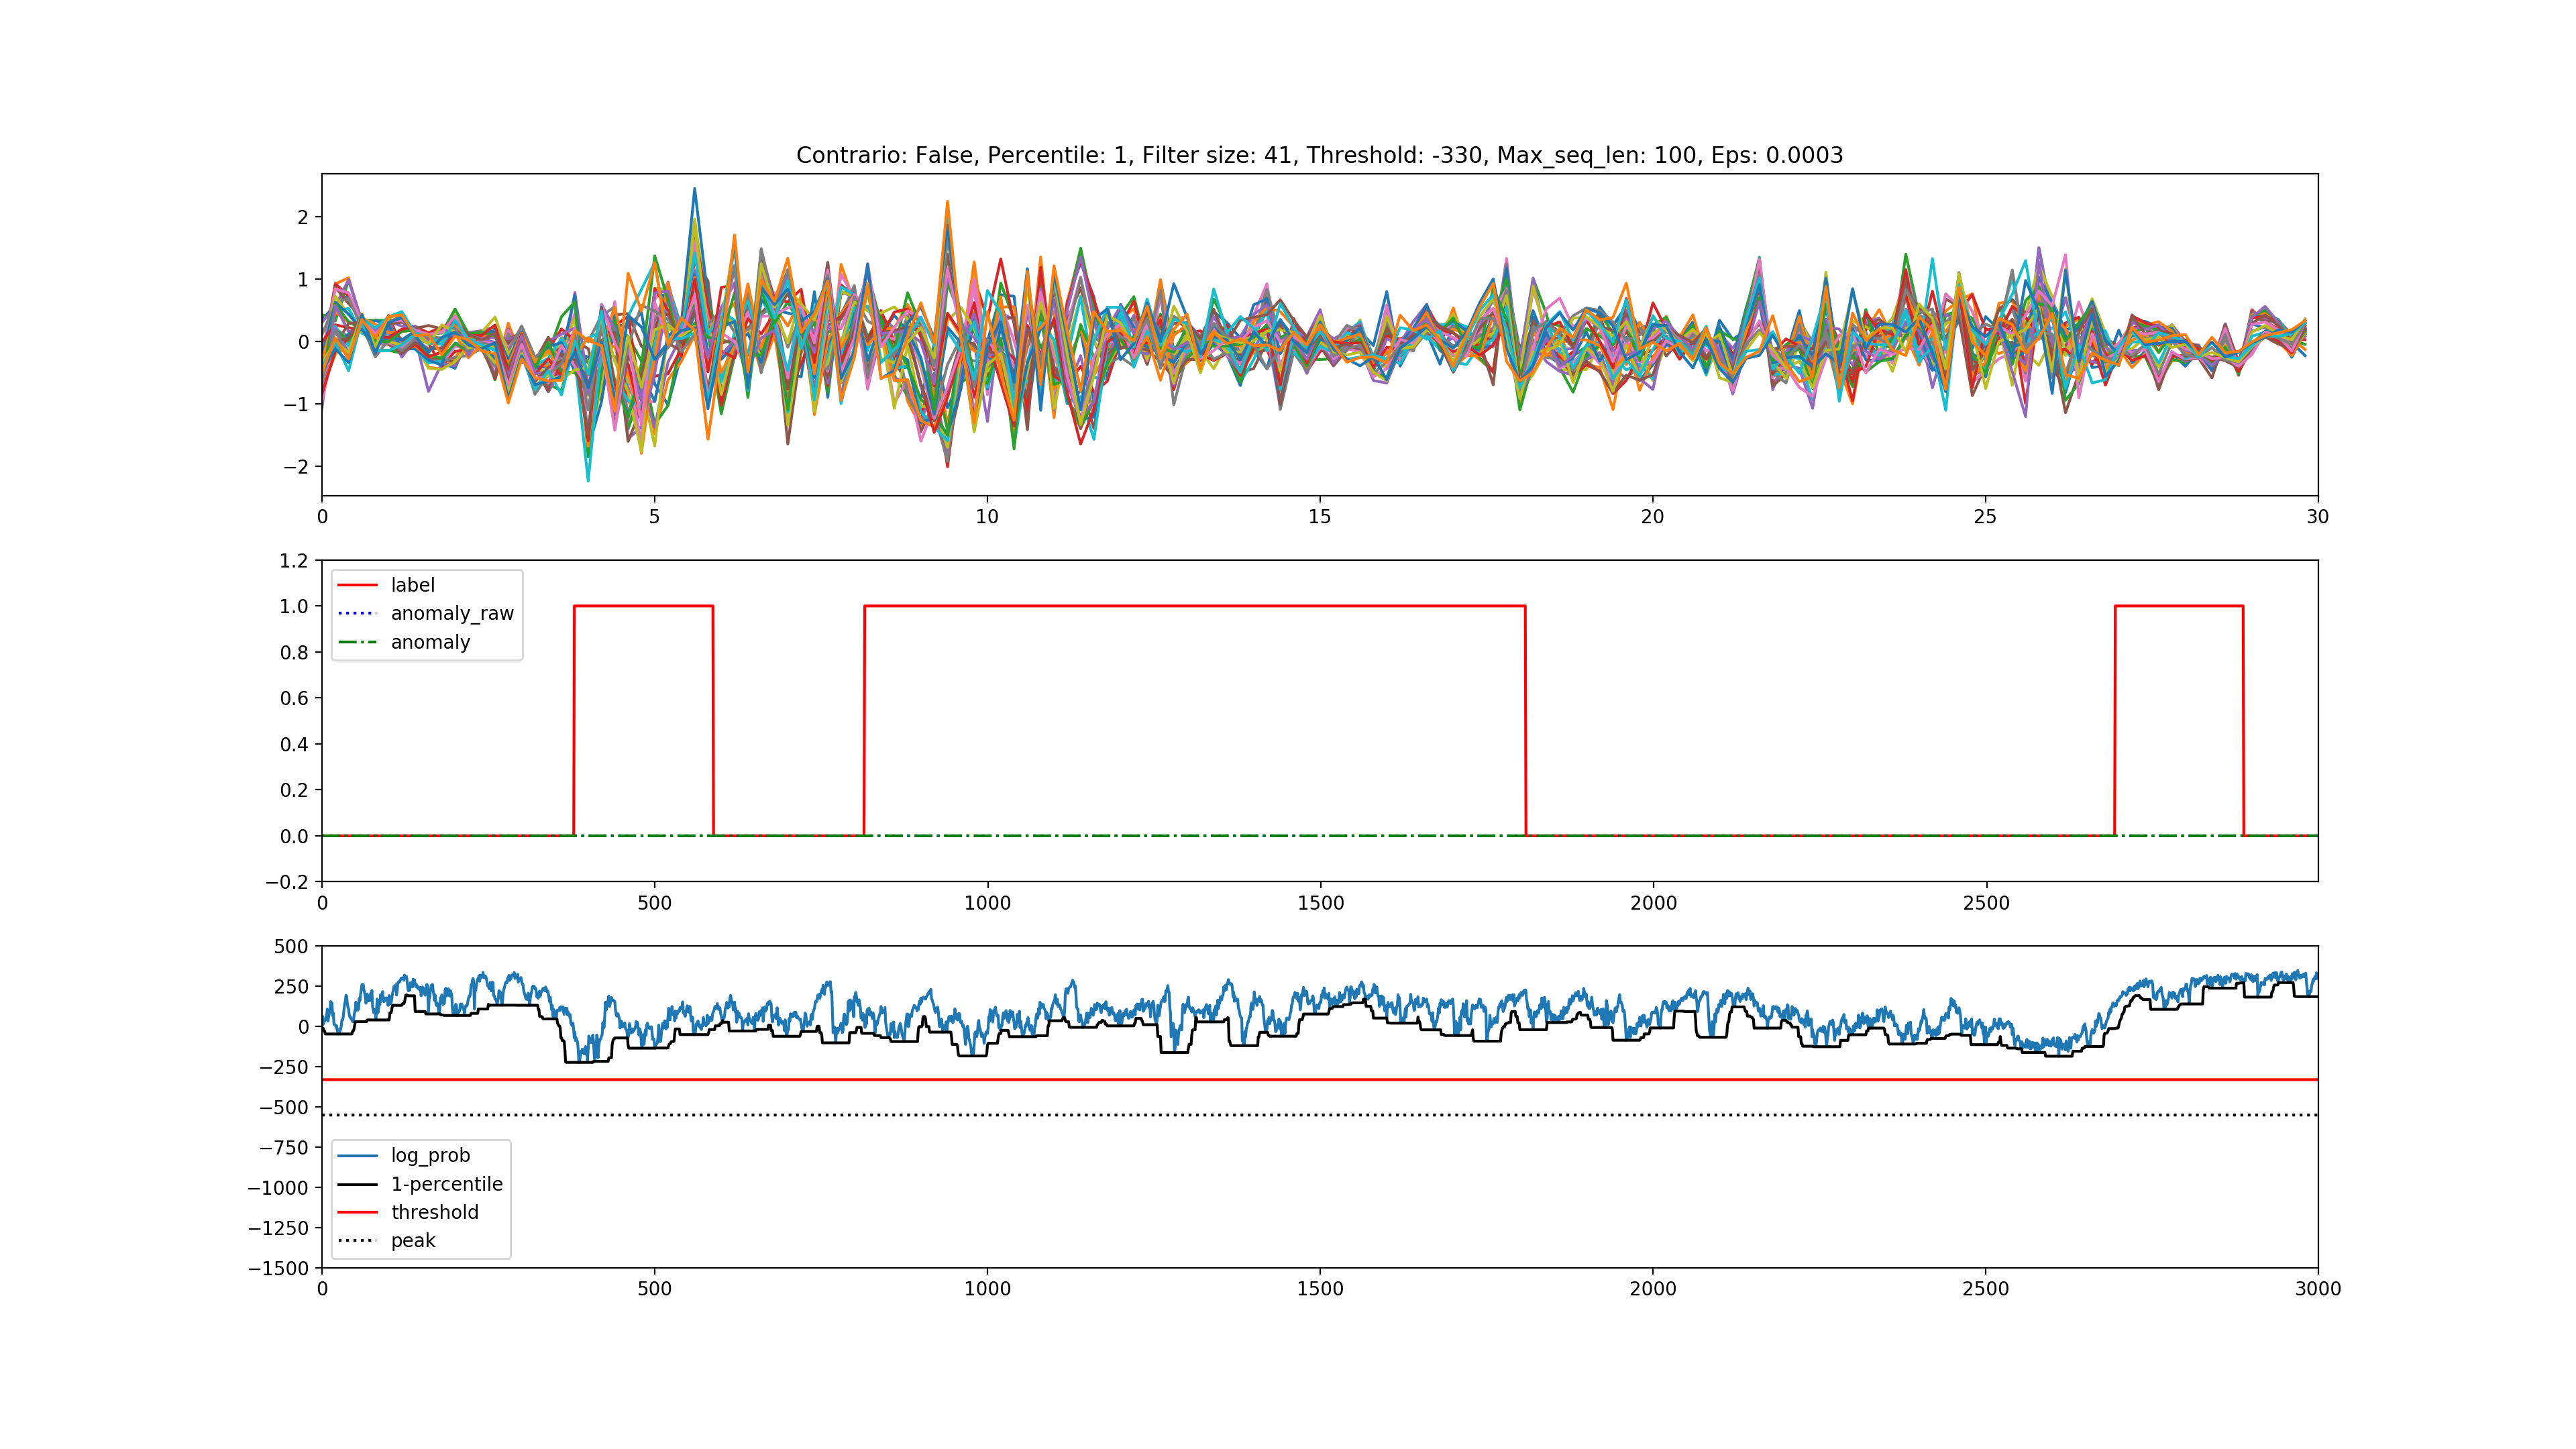 Contrario: False, Percentile: 1, Filter size: 41, Threshold: -330, Max_seq_len: 100, Eps: 0.0003
2
1
0
−1
−2
0 5 10 15 20 25 30
1.2
1.0
0.8
0.6
0.4
0.2
0.0
−0.2
label
anomaly_raw
anomaly
0 500 1000 1500 2000 2500
500
250
0
−250
−500
−750
−1000
−1250
−1500
log_prob
1-percentile
threshold
peak
0 500 1000 1500 2000 2500 3000